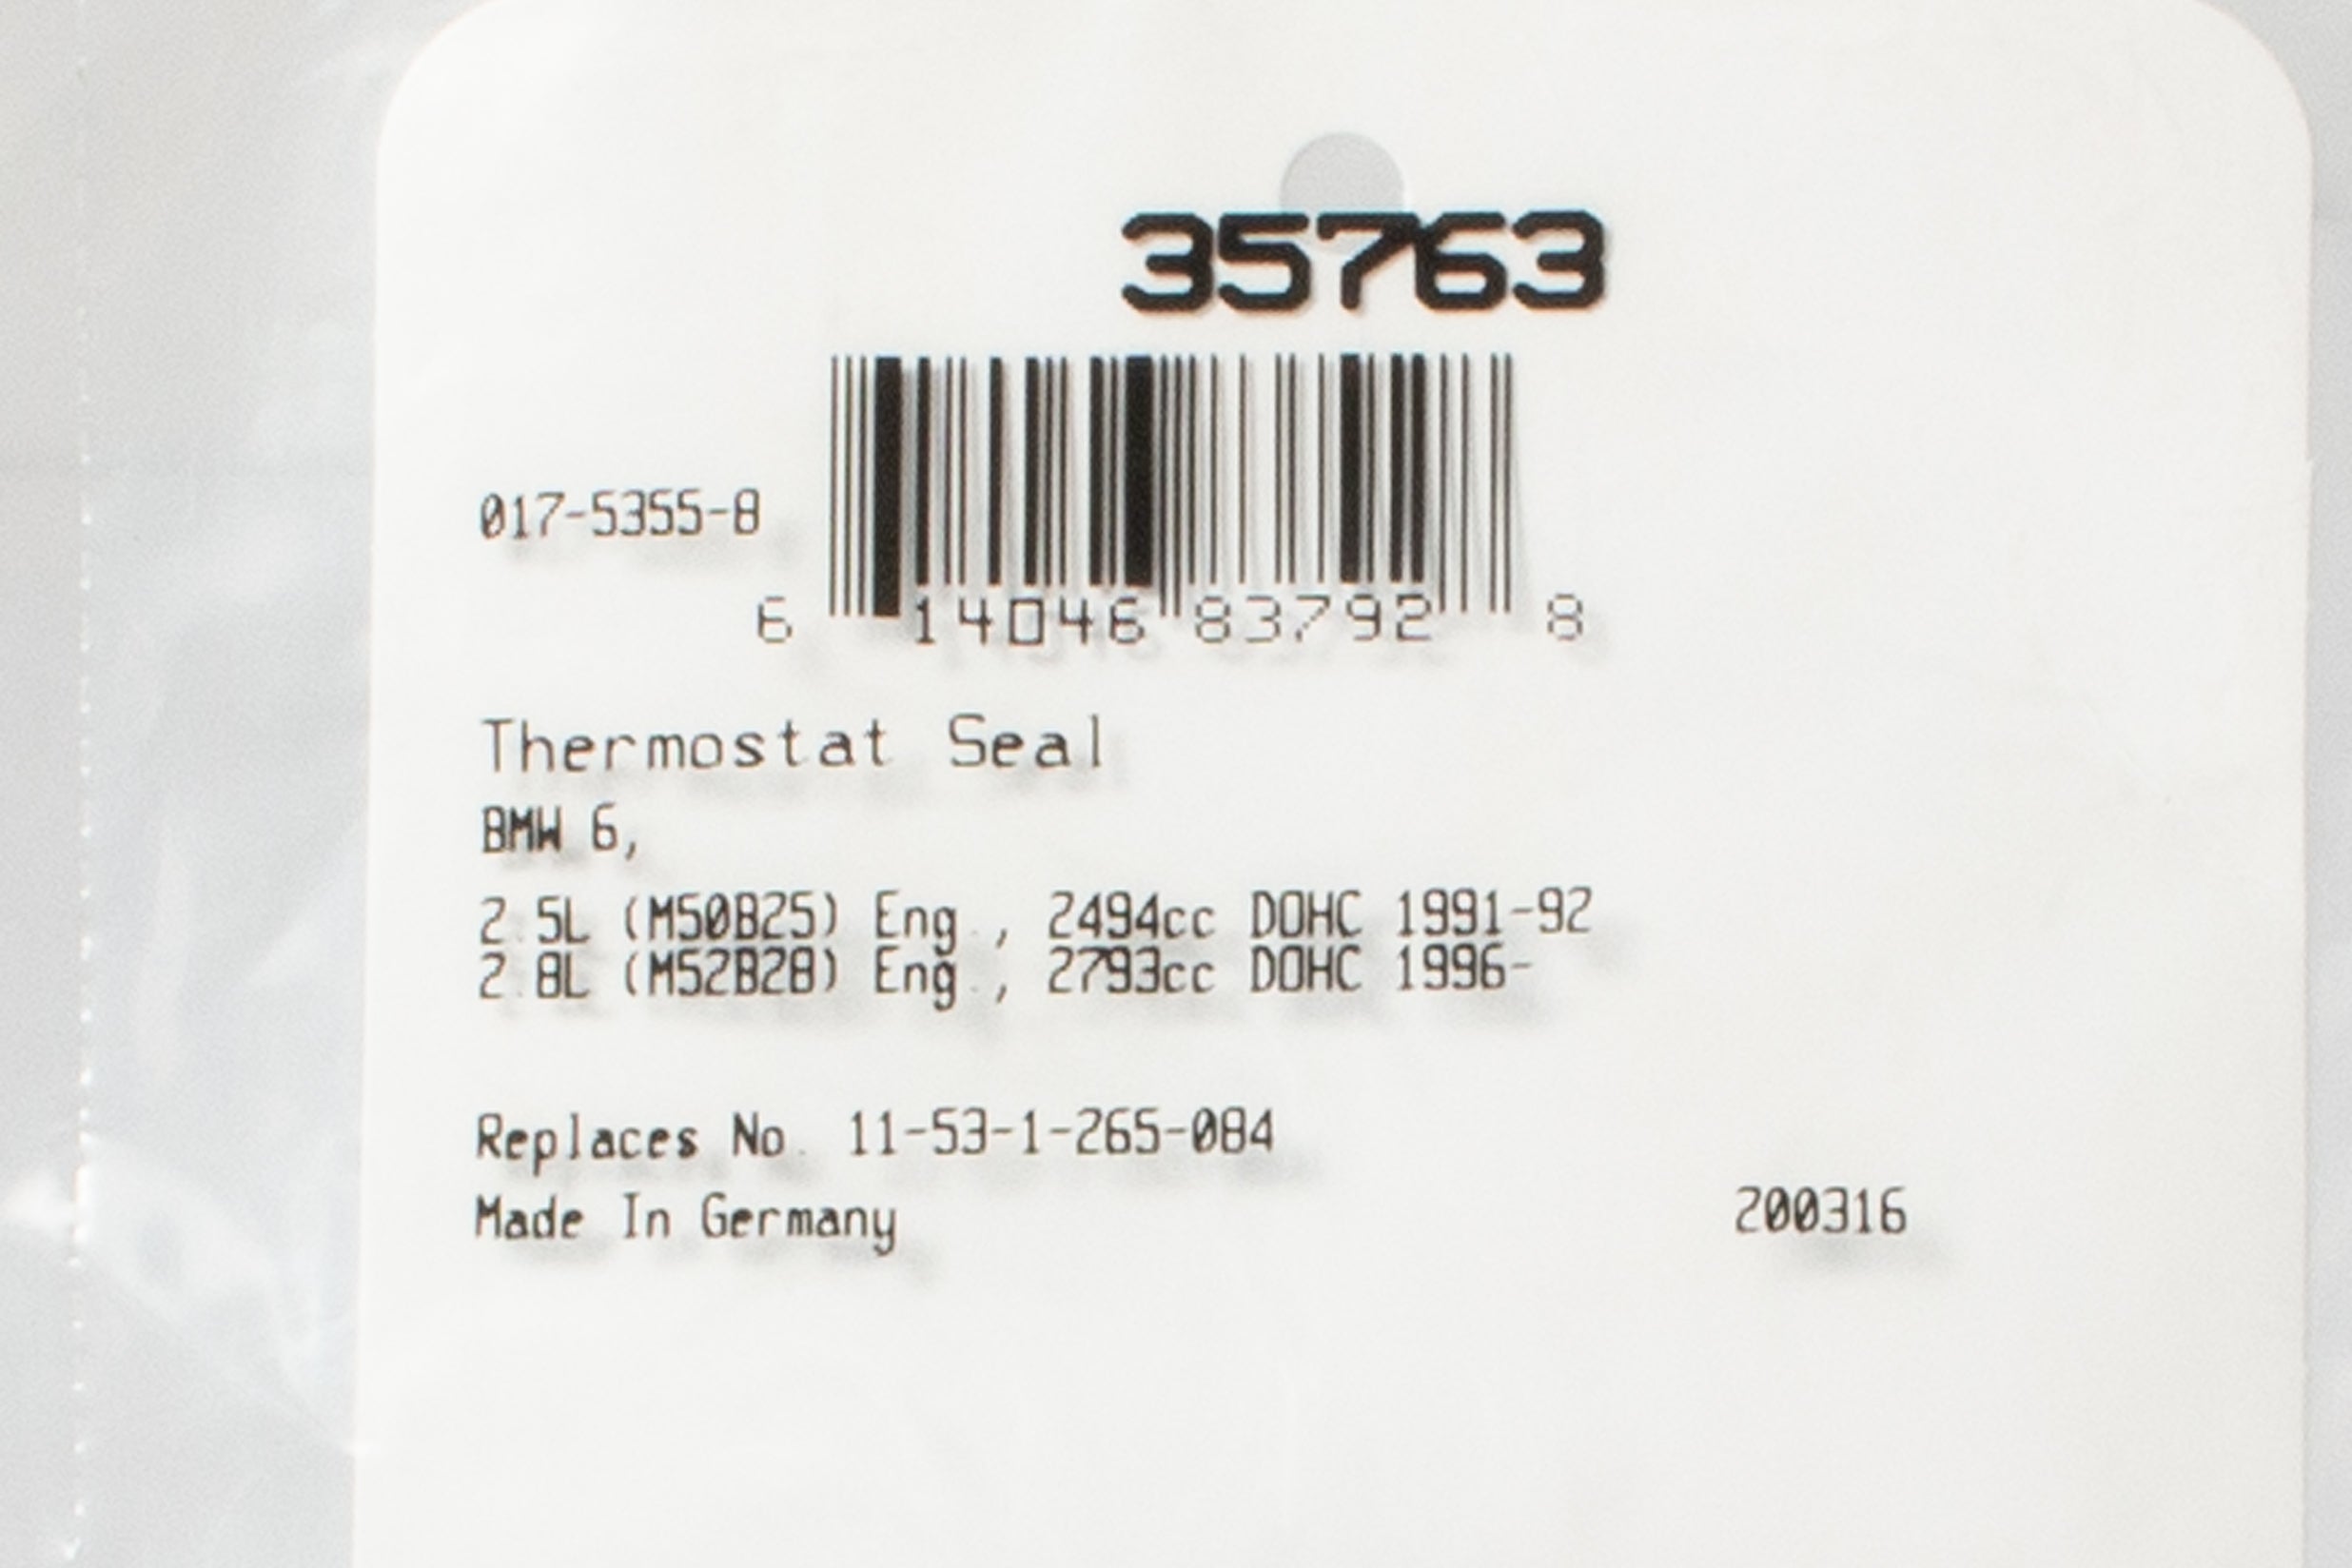 35763
017-5355-8
6 14046 83792 8
Thermostat Seal
BMW 6,
2.5L (M50B25) Eng., 2494cc DOHC 1991-92
2.8L (M52B28) Eng., 2793cc DOHC 1996-
Replaces No. 11-53-1-265-084
Made In Germany
200316